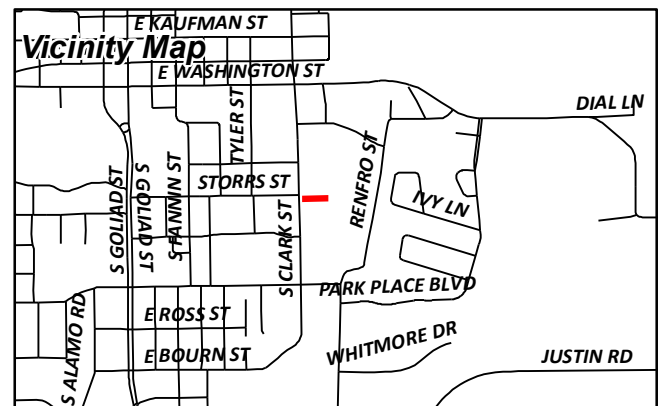 E KAUFMAN ST
Vicinity Map
E WASHINGTON ST
DIAL LN
TYLER ST
S GOLIAD ST
S GOLIAD ST
S FANNIN ST
STORRS ST
RENFRO ST
IVY LN
S CLARK ST
PARK PLACE BLVD
S ALAMO RD
E ROSS ST
E BOURN ST
WHITMORE DR
JUSTIN RD